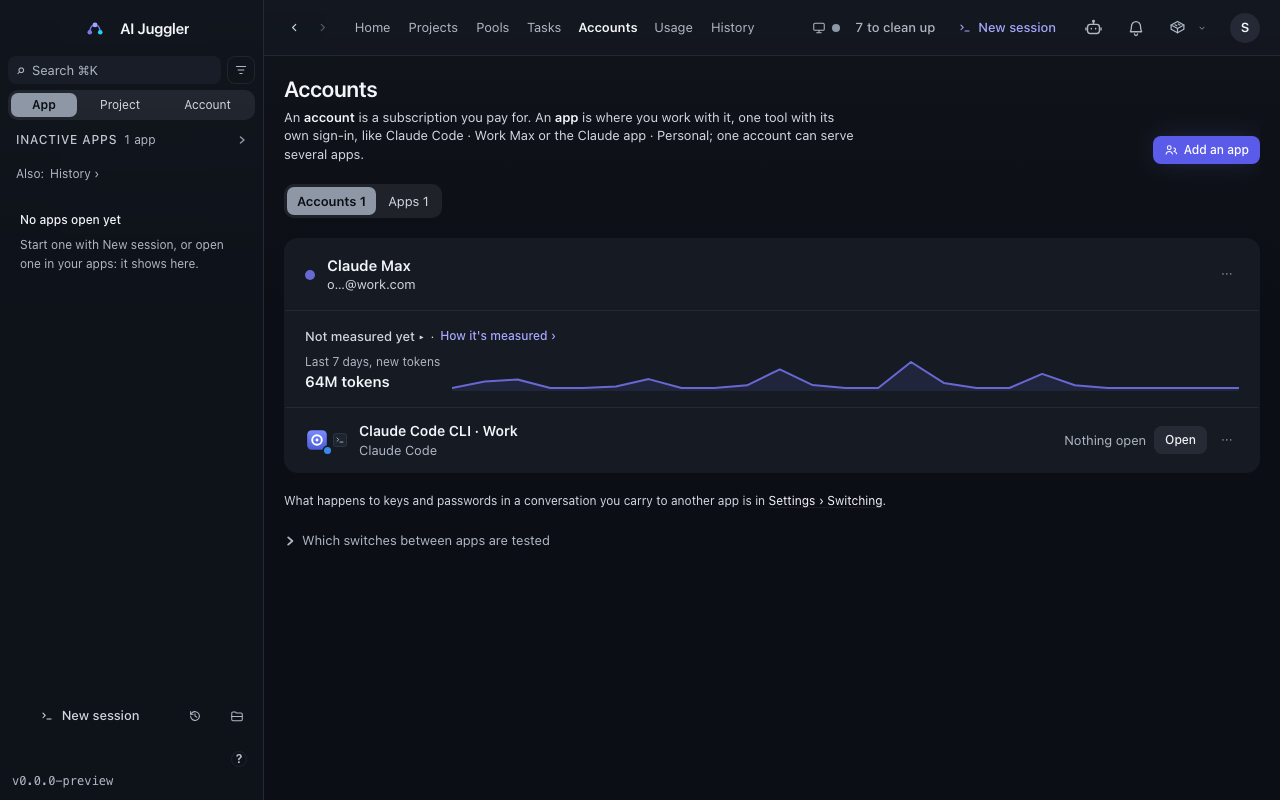 AI Juggler
Search ⌘K
App
Project
Account
INACTIVE APPS 1 app
Also: History ›
No apps open yet
Start one with New session, or open
one in your apps: it shows here.
New session
?
v0.0.0-preview
Home
Projects
Pools
Tasks
Accounts
Usage
History
7 to clean up
New session
S
Accounts
An account is a subscription you pay for. An app is where you work with it, one tool with its
own sign-in, like Claude Code · Work Max or the Claude app · Personal; one account can serve
several apps.
Add an app
Accounts 1
Apps 1
Claude Max
o...@work.com
Not measured yet ▸ · How it's measured ›
Last 7 days, new tokens
64M tokens
Claude Code CLI · Work
Claude Code
Nothing open
Open
What happens to keys and passwords in a conversation you carry to another app is in Settings › Switching.
Which switches between apps are tested